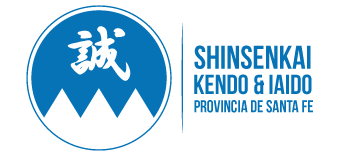 誠
SHINSENKAI
KENDO & IAIDO
PROVINCIA DE SANTA FE